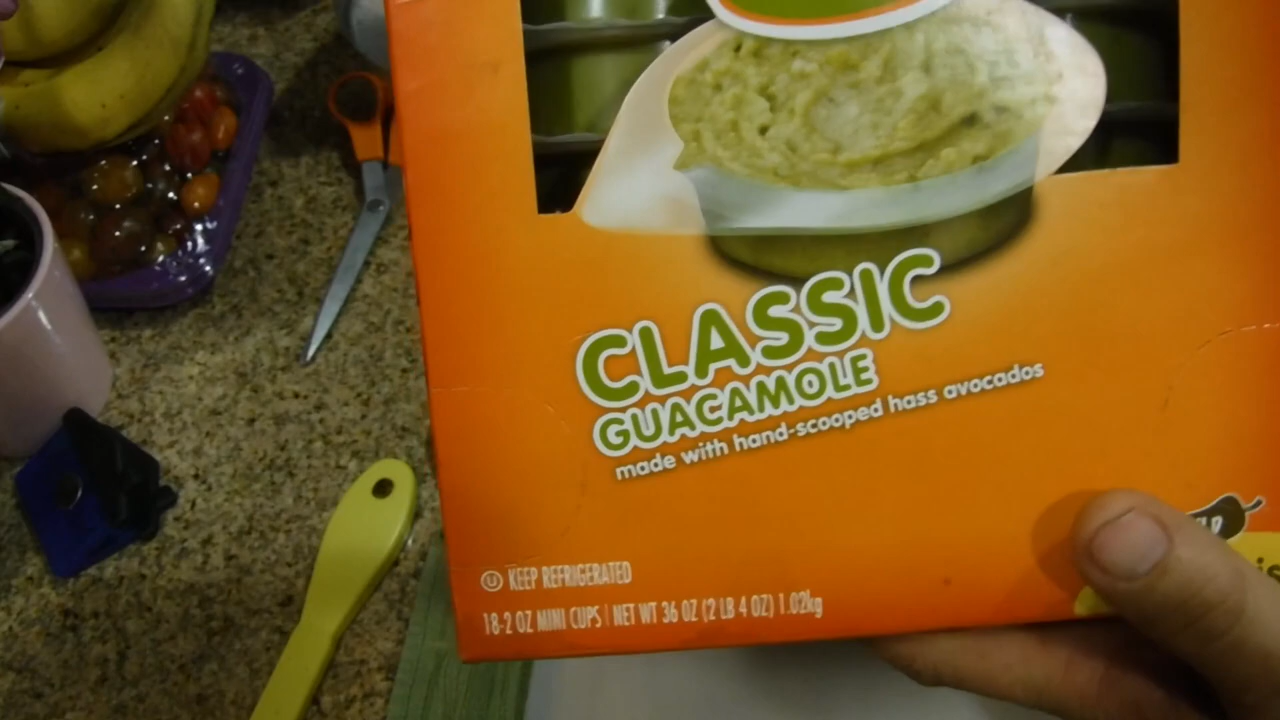 CLASSIC
GUACAMOLE
made with hand-scooped hass avocados
Ⓤ KEEP REFRIGERATED
18-2 OZ MINI CUPS | NET WT 36 OZ (2 LB 4 OZ) 1.02kg